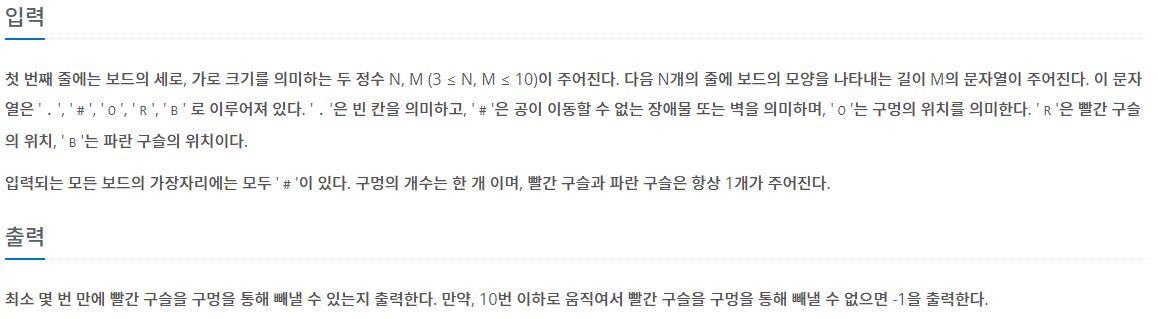 입력
첫 번째 줄에는 보드의 세로, 가로 크기를 의미하는 두 정수 N, M (3 ≤ N, M ≤ 10)이 주어진다. 다음 N개의 줄에 보드의 모양을 나타내는 길이 M의 문자열이 주어진다. 이 문자
열은 '.', '#', 'O', 'R', 'B' 로 이루어져 있다. '.'은 빈 칸을 의미하고, '#'은 공이 이동할 수 없는 장애물 또는 벽을 의미하며, 'O'는 구멍의 위치를 의미한다. 'R'은 빨간 구슬
의 위치, 'B'는 파란 구슬의 위치이다.
입력되는 모든 보드의 가장자리에는 모두 '#'이 있다. 구멍의 개수는 한 개 이며, 빨간 구슬과 파란 구슬은 항상 1개가 주어진다.
출력
최소 몇 번 만에 빨간 구슬을 구멍을 통해 빼낼 수 있는지 출력한다. 만약, 10번 이하로 움직여서 빨간 구슬을 구멍을 통해 빼낼 수 없으면 -1을 출력한다.